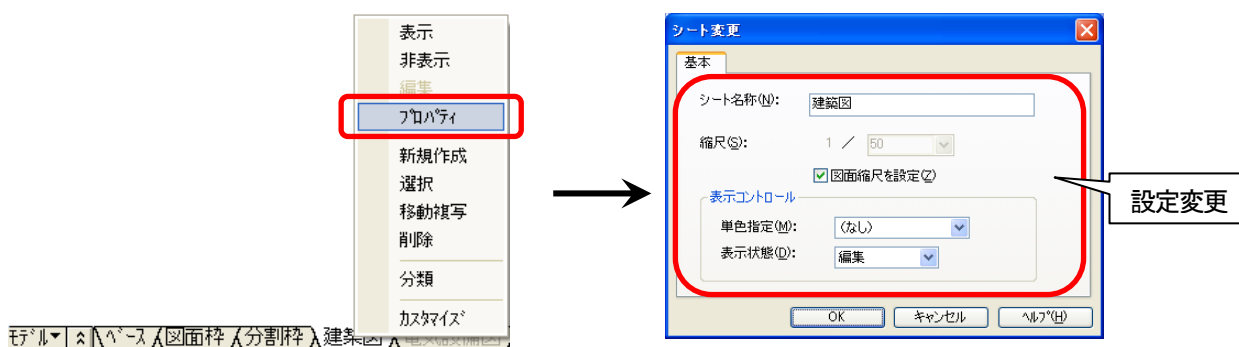 表示
非表示
編集
ﾌﾟﾛﾊﾟﾃｨ
新規作成
選択
移動複写
削除
分類
ｶｽﾀﾏｲｽﾞ
ﾓﾃﾞﾙ ﾍﾞｰｽ 図面枠 分割枠 建築図 電気設備図
シート変更
基本
シート名称(N): 建築図
縮尺(S): 1 ／ 50
図面縮尺を設定(Z)
表示コントロール
単色指定(M): (なし)
表示状態(D): 編集
OK キャンセル ﾍﾙﾌﾟ(H)
設定変更